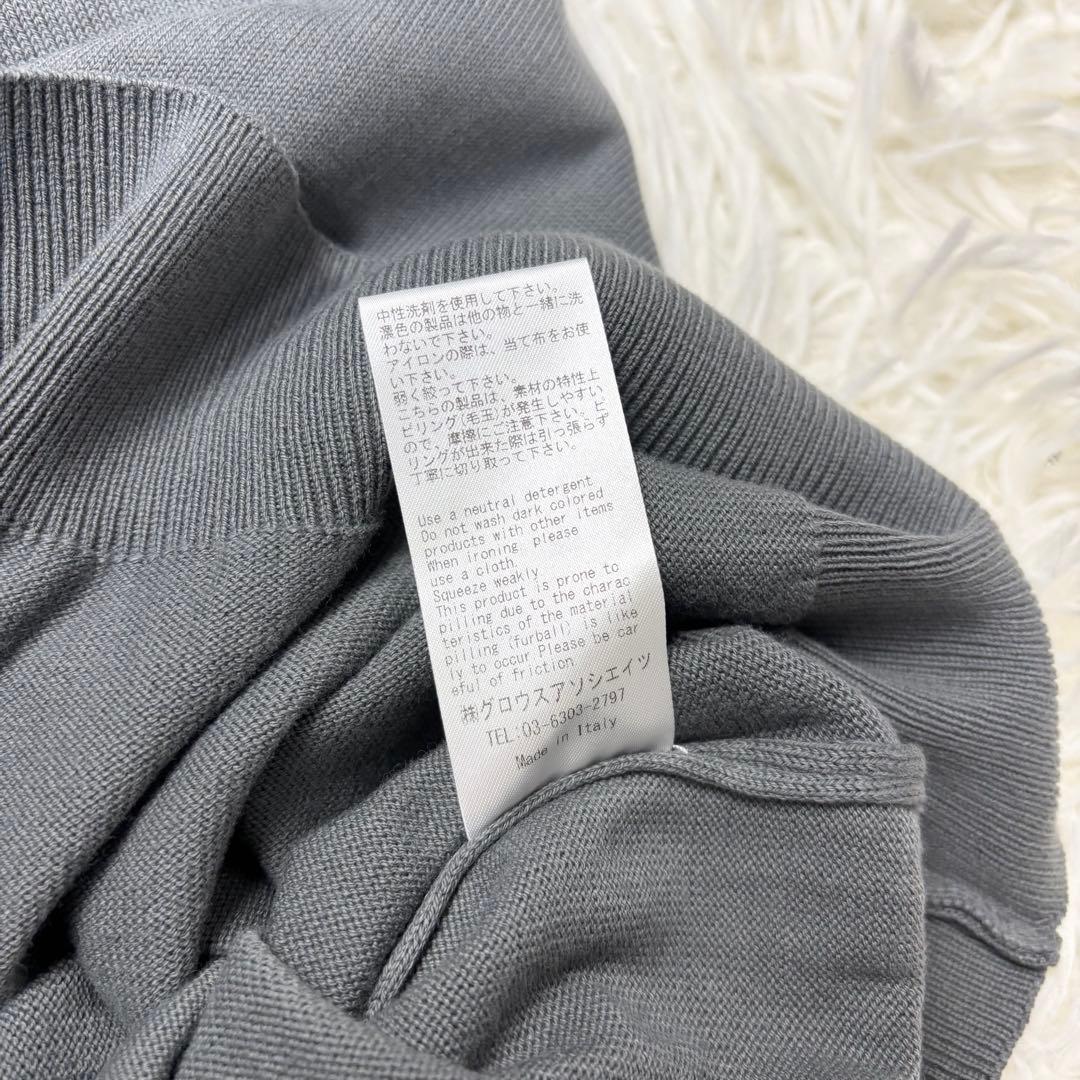 中性洗剤を使用して下さい。
濃色の製品は他の物と一緒に洗
わないで下さい。
アイロンの際は、当て布をお使
い下さい。
弱く絞って下さい。
こちらの製品は、素材の特性上
ピリング(毛玉)が発生しやすい
ので、摩擦にご注意下さい。ピ
リングが出来た際は引っ張らず
丁寧に切り取って下さい。
Use a neutral detergent
Do not wash dark colored
products with other items
When ironing, please
use a cloth.
Squeeze weakly
This product is prone to
pilling due to the charac
teristics of the material
pilling (furball) is like
ly to occur Please be car
eful of friction
㈱グロウスアソシエイツ
TEL:03-6303-2797
Made in Italy